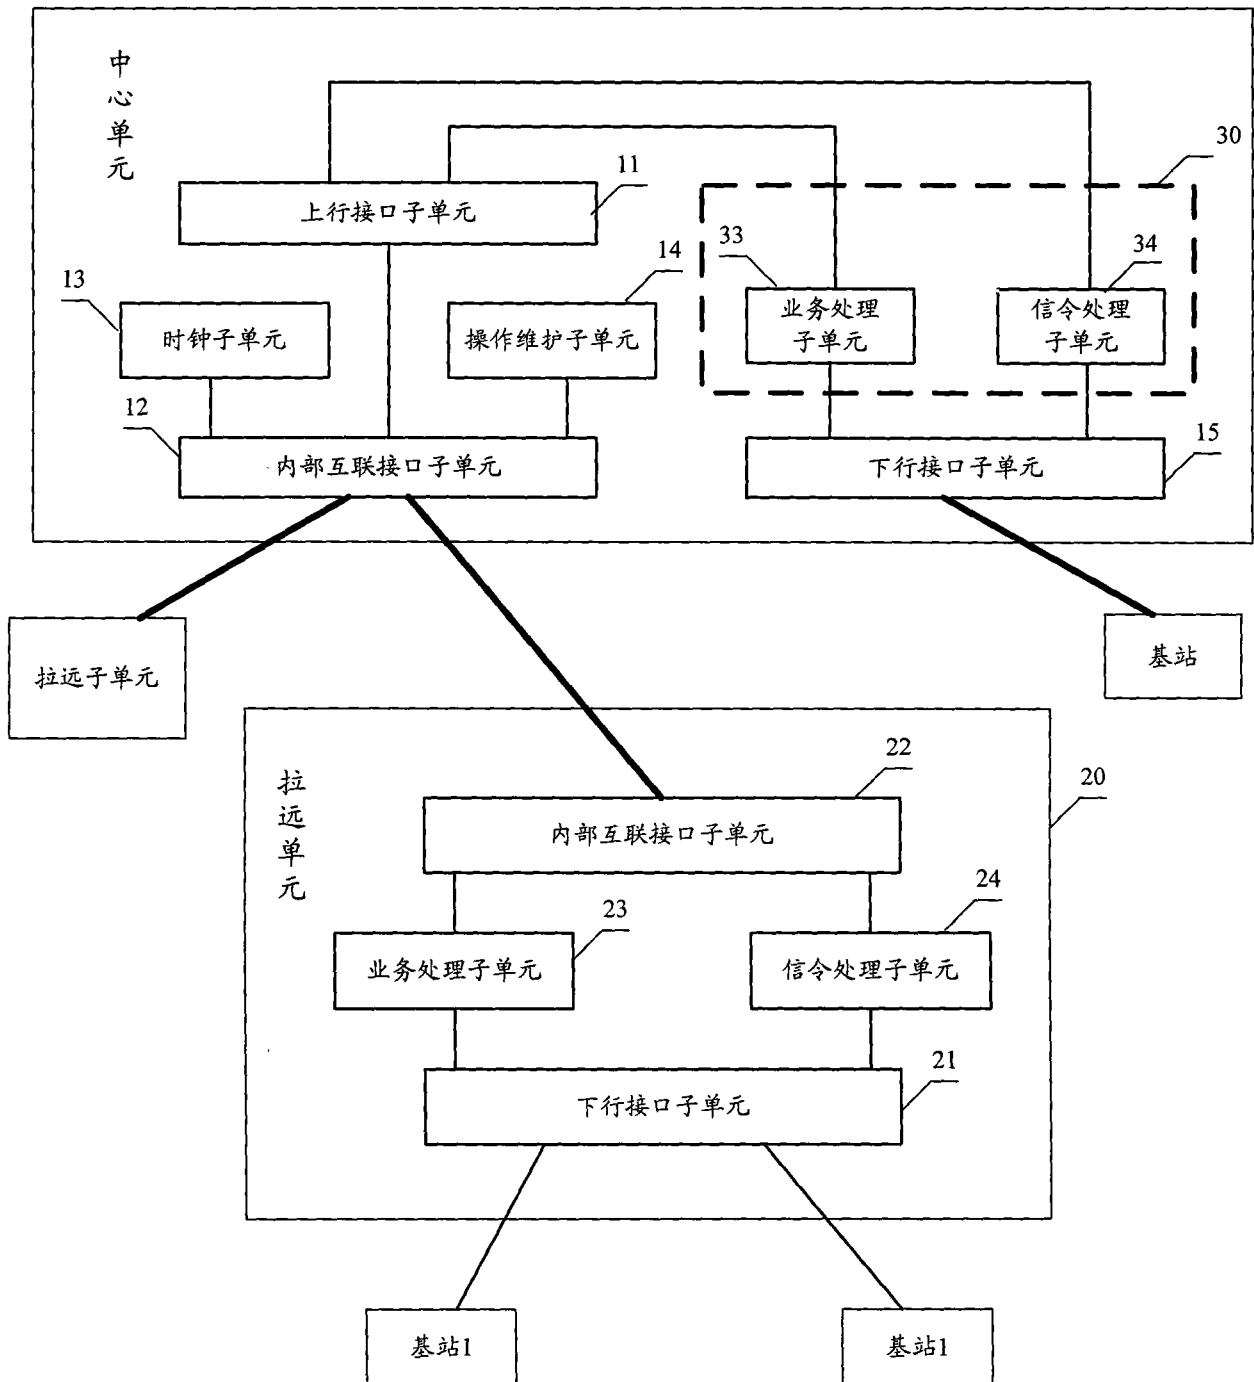 中心单元
30
11
上行接口子单元
33
34
14
13
业务处理
子单元
信令处理
子单元
时钟子单元
操作维护子单元
12
15
内部互联接口子单元
下行接口子单元
拉远子单元
基站
22
20
拉远单元
内部互联接口子单元
23
24
业务处理子单元
信令处理子单元
21
下行接口子单元
基站1
基站1